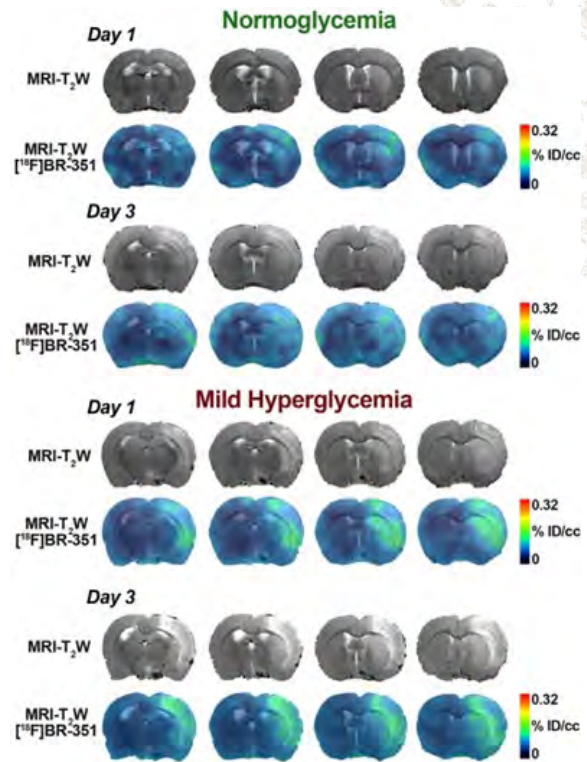 Normoglycemia
Day 1
MRI-T₂W
MRI-T₂W
[¹⁸F]BR-351
0.32
% ID/cc
0
Day 3
MRI-T₂W
MRI-T₂W
[¹⁸F]BR-351
0.32
% ID/cc
0
Mild Hyperglycemia
Day 1
MRI-T₂W
MRI-T₂W
[¹⁸F]BR-351
0.32
% ID/cc
0
Day 3
MRI-T₂W
MRI-T₂W
[¹⁸F]BR-351
0.32
% ID/cc
0